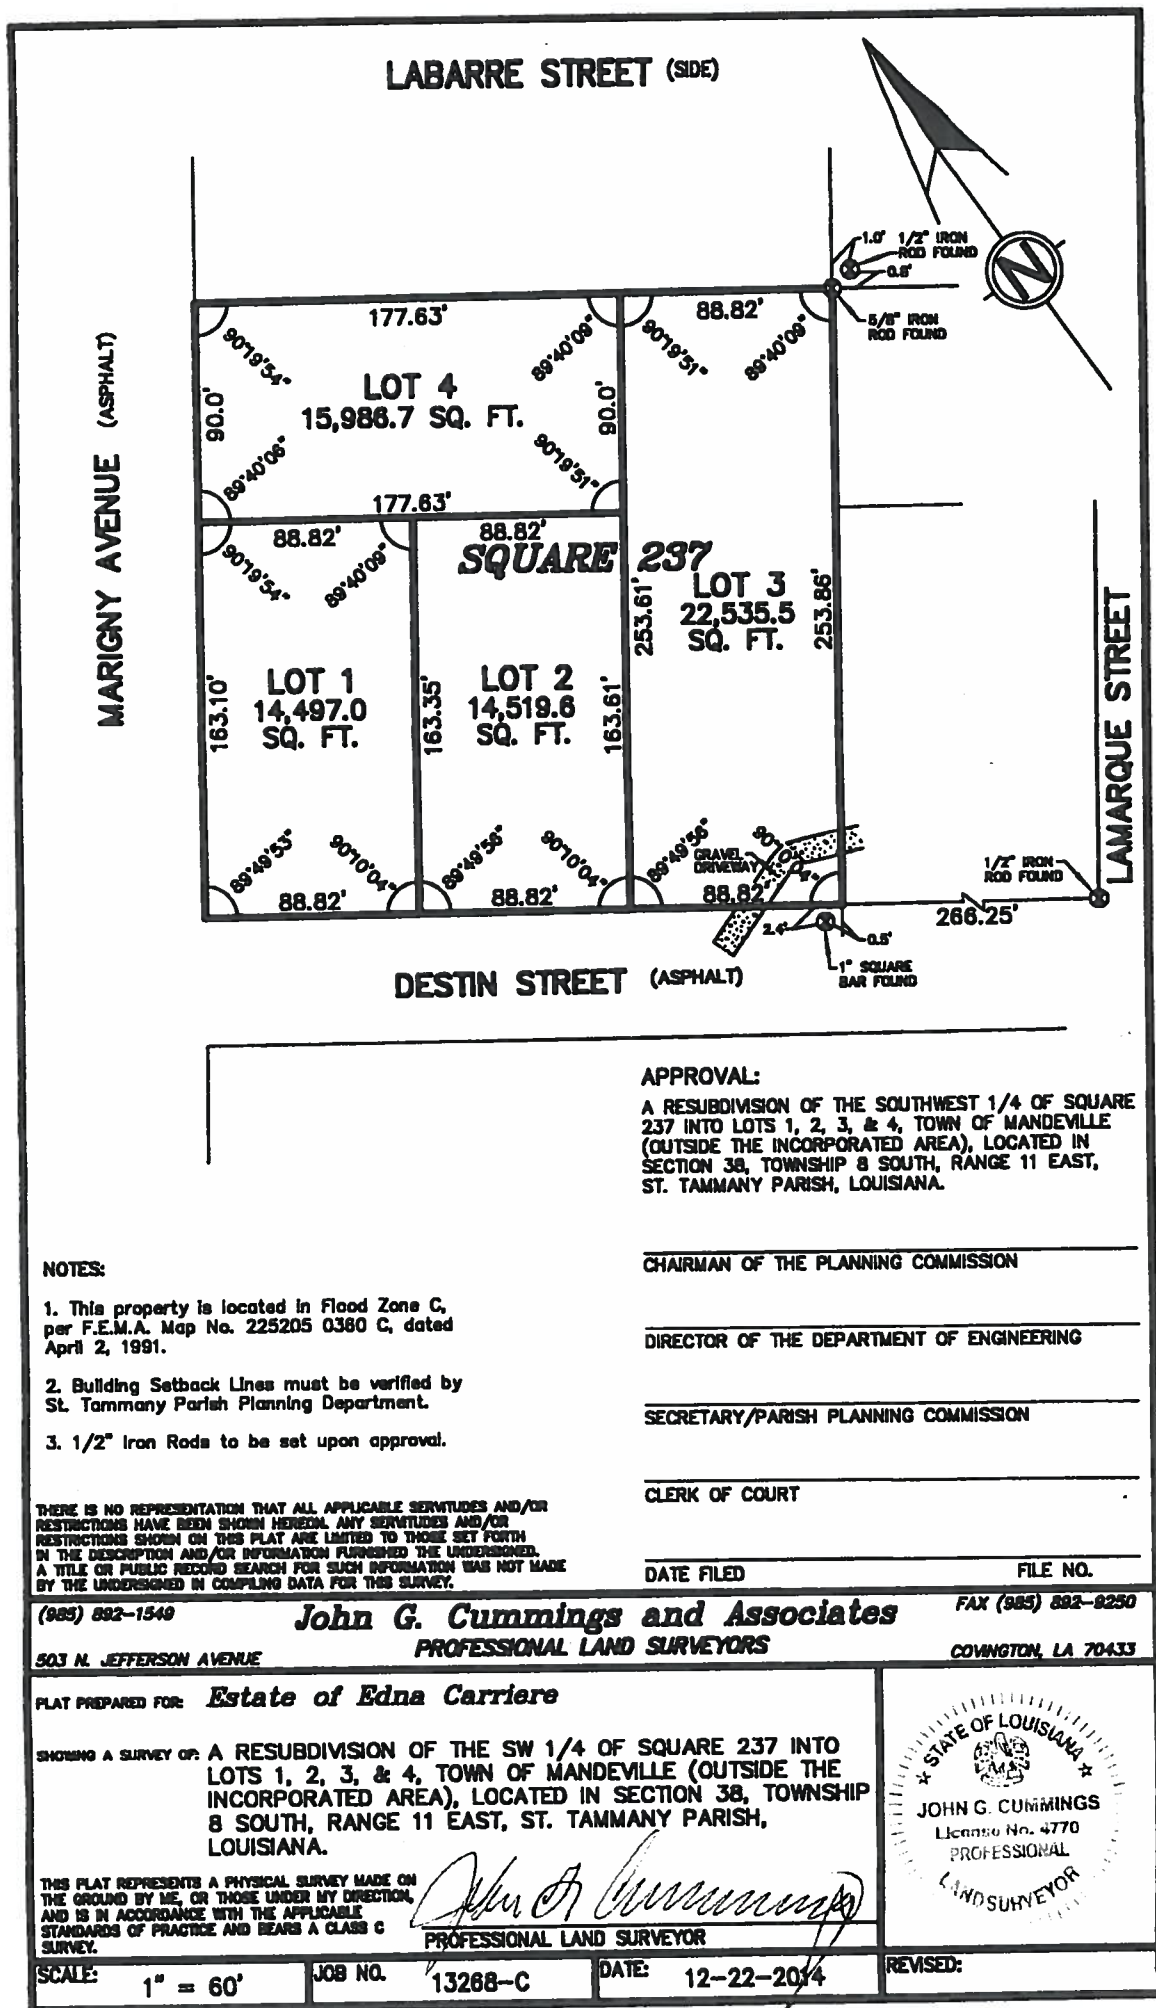 LABARRE STREET (SIDE)
1.0' 1/2" IRON
ROD FOUND
0.8'
N
5/8" IRON
ROD FOUND
MARIGNY AVENUE (ASPHALT)
177.63'
88.82'
90°19'54"
89°40'09"
90°19'51"
89°40'09"
LOT 4
15,986.7 SQ. FT.
90.0'
90.0'
89°40'06"
90°19'51"
177.63'
88.82'
88.82'
SQUARE 237
90°19'54"
89°40'09"
LOT 3
22,535.5
SQ. FT.
253.61'
253.86'
LOT 1
14,497.0
SQ. FT.
LOT 2
14,519.6
SQ. FT.
163.10'
163.35'
163.61'
LAMARQUE STREET
89°49'53"
90°10'04"
89°49'56"
90°10'04"
89°49'56"
90°10'04"
GRAVEL
DRIVEWAY
1/2" IRON
ROD FOUND
88.82'
88.82'
88.82'
266.25'
2.4'
0.5'
1" SQUARE
BAR FOUND
DESTIN STREET (ASPHALT)
APPROVAL:
A RESUBDIVISION OF THE SOUTHWEST 1/4 OF SQUARE
237 INTO LOTS 1, 2, 3, & 4, TOWN OF MANDEVILLE
(OUTSIDE THE INCORPORATED AREA), LOCATED IN
SECTION 38, TOWNSHIP 8 SOUTH, RANGE 11 EAST,
ST. TAMMANY PARISH, LOUISIANA.
CHAIRMAN OF THE PLANNING COMMISSION
DIRECTOR OF THE DEPARTMENT OF ENGINEERING
SECRETARY/PARISH PLANNING COMMISSION
CLERK OF COURT
DATE FILED FILE NO.
NOTES:
1. This property is located in Flood Zone C,
per F.E.M.A. Map No. 225205 0360 C, dated
April 2, 1991.
2. Building Setback Lines must be verified by
St. Tammany Parish Planning Department.
3. 1/2" Iron Rods to be set upon approval.
THERE IS NO REPRESENTATION THAT ALL APPLICABLE SERVITUDES AND/OR
RESTRICTIONS HAVE BEEN SHOWN HEREON. ANY SERVITUDES AND/OR
RESTRICTIONS SHOWN ON THIS PLAT ARE LIMITED TO THOSE SET FORTH
IN THE DESCRIPTION AND/OR INFORMATION FURNISHED THE UNDERSIGNED.
A TITLE OR PUBLIC RECORD SEARCH FOR SUCH INFORMATION WAS NOT MADE
BY THE UNDERSIGNED IN COMPILING DATA FOR THIS SURVEY.
(985) 892-1549 John G. Cummings and Associates FAX (985) 892-9250
503 N. JEFFERSON AVENUE PROFESSIONAL LAND SURVEYORS COVINGTON, LA 70433
PLAT PREPARED FOR: Estate of Edna Carriere
SHOWING A SURVEY OF: A RESUBDIVISION OF THE SW 1/4 OF SQUARE 237 INTO
LOTS 1, 2, 3, & 4, TOWN OF MANDEVILLE (OUTSIDE THE
INCORPORATED AREA), LOCATED IN SECTION 38, TOWNSHIP
8 SOUTH, RANGE 11 EAST, ST. TAMMANY PARISH,
LOUISIANA.
STATE OF LOUISIANA
JOHN G. CUMMINGS
License No. 4770
PROFESSIONAL
LAND SURVEYOR
THIS PLAT REPRESENTS A PHYSICAL SURVEY MADE ON
THE GROUND BY ME, OR THOSE UNDER MY DIRECTION,
AND IS IN ACCORDANCE WITH THE APPLICABLE
STANDARDS OF PRACTICE AND BEARS A CLASS C
SURVEY.
John G Cummings
PROFESSIONAL LAND SURVEYOR
SCALE: 1" = 60' JOB NO. 13268-C DATE: 12-22-2014 REVISED: